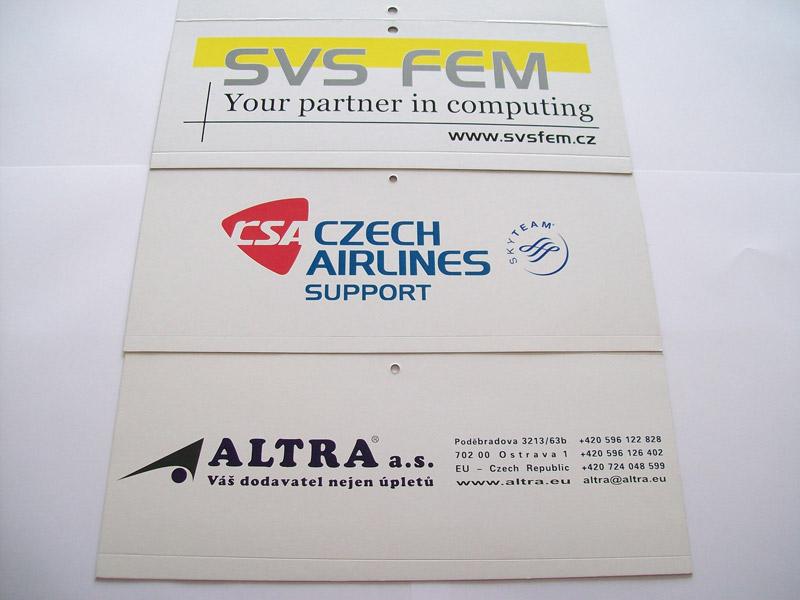 SVS FEM
Your partner in computing
www.svsfem.cz
CSA CZECH
AIRLINES
SUPPORT
SKYTEAM
ALTRA® a.s.
Váš dodavatel nejen úpletů
Poděbradova 3213/63b +420 596 122 828
702 00 Ostrava 1 +420 596 126 402
EU – Czech Republic +420 724 048 599
www.altra.eu altra@altra.eu